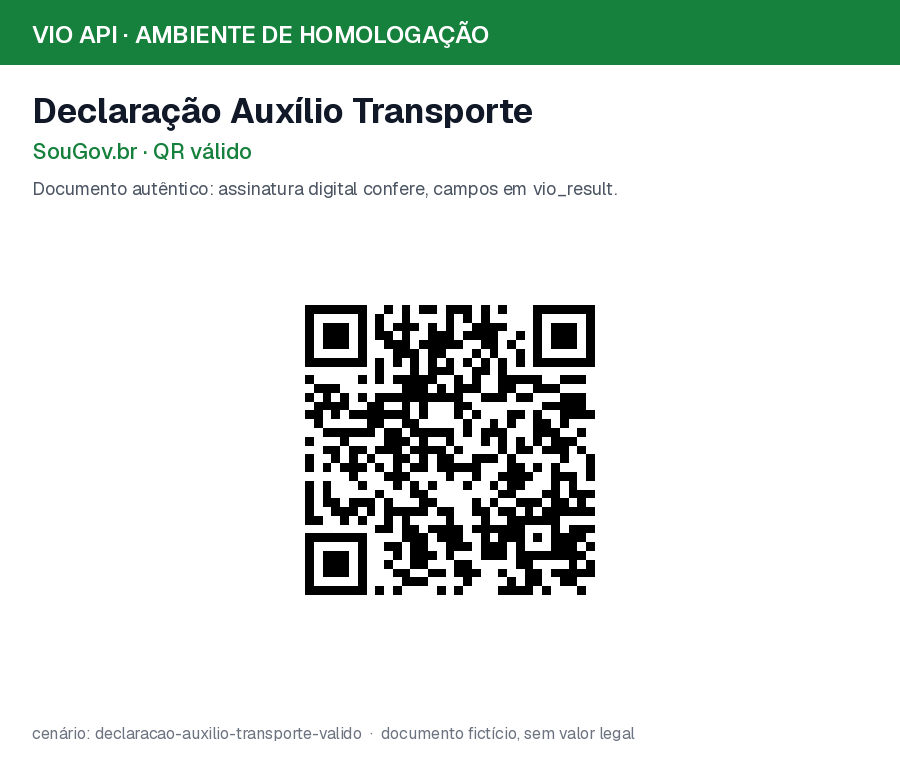 VIO API · AMBIENTE DE HOMOLOGAÇÃO
Declaração Auxílio Transporte
SouGov.br · QR válido
Documento autêntico: assinatura digital confere, campos em vio_result.
cenário: declaracao-auxilio-transporte-valido · documento fictício, sem valor legal